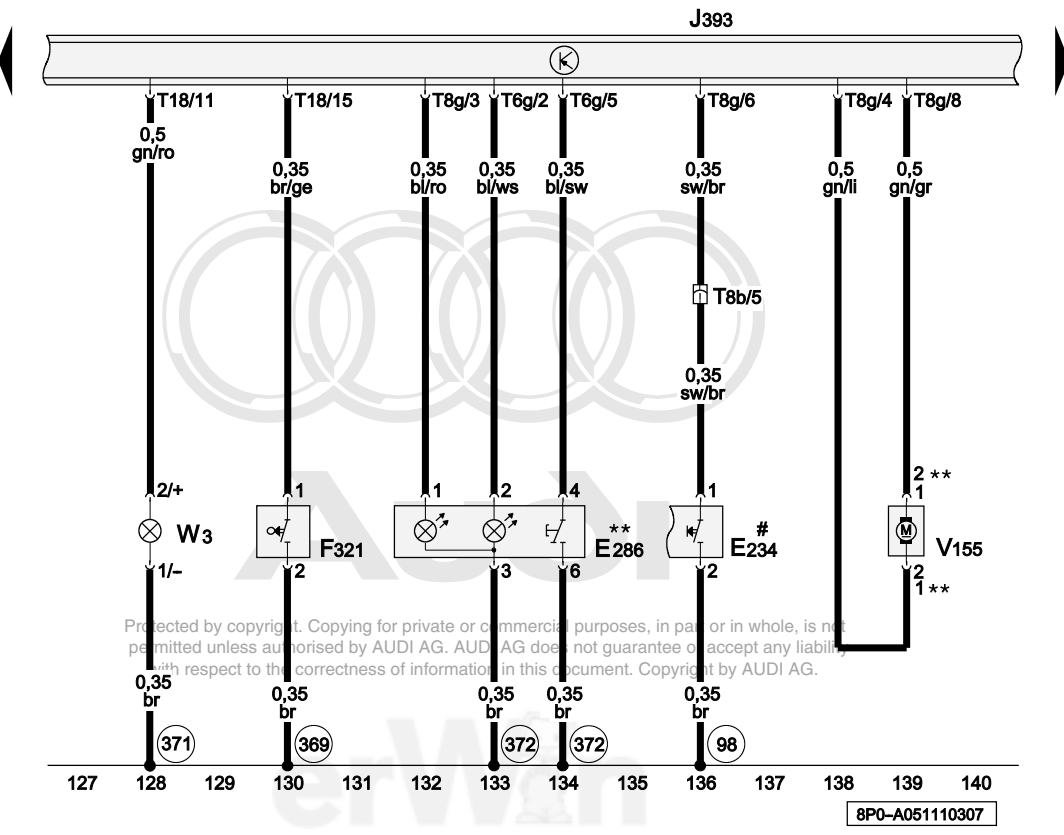 J393
T18/11 T18/15 T8g/3 T6g/2 T6g/5 T8g/6 T8g/4 T8g/8
0,5 0,35 0,35 0,35 0,35 0,35 0,5 0,5
gn/ro br/ge bl/ro bl/ws bl/sw sw/br gn/li gn/gr
T8b/5
0,35
sw/br
2 **
2/+ 1 1 2 4 1 1
W3 F321 ** E286 # E234 M V155
1/– 2 3 6 2 2
1 **
Audi
Protected by copyright. Copying for private or commercial purposes, in part or in whole, is not
permitted unless authorised by AUDI AG. AUDI AG does not guarantee or accept any liability
with respect to the correctness of information in this document. Copyright by AUDI AG.
0,35 0,35 0,35 0,35 0,35
br br br br br
371 369 372 372 98
erWin
127 128 129 130 131 132 133 134 135 136 137 138 139 140
8P0–A051110307